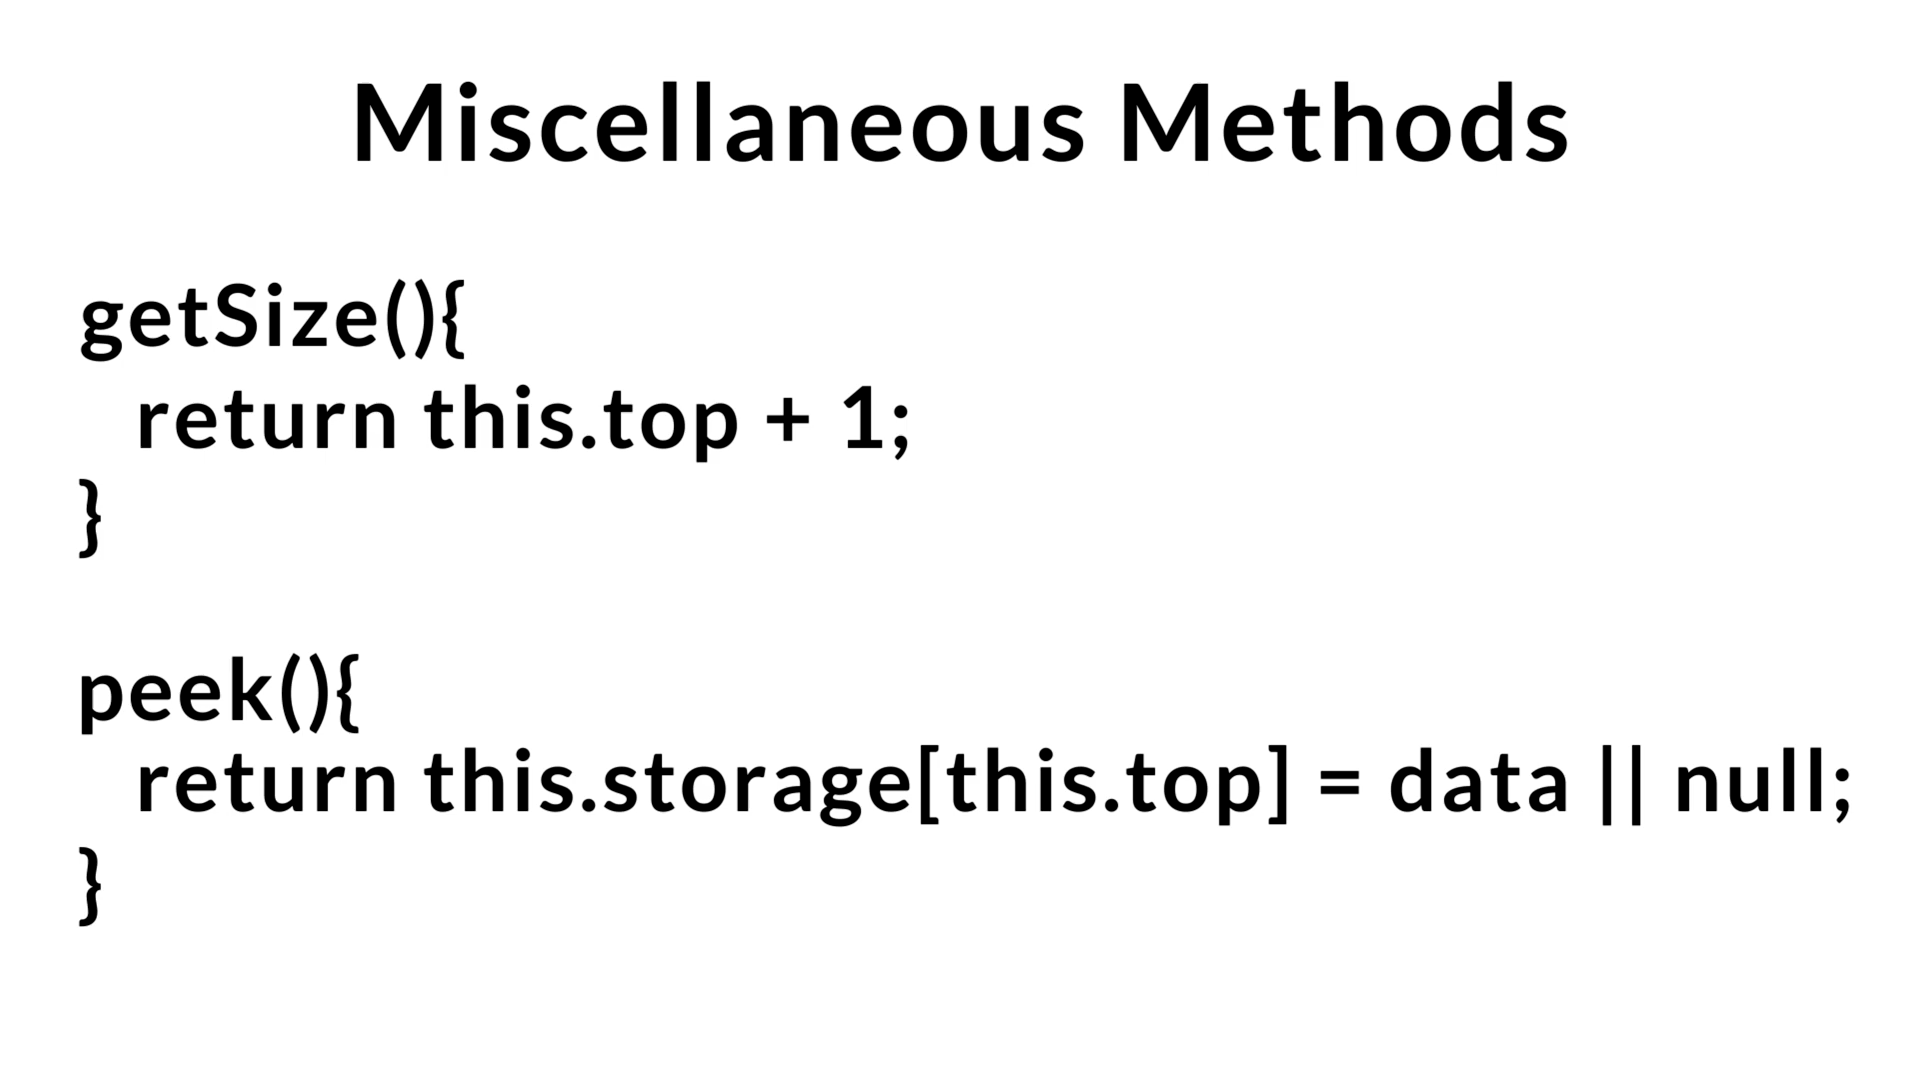 Miscellaneous Methods
getSize(){
return this.top + 1;
}
peek(){
return this.storage[this.top] = data || null;
}